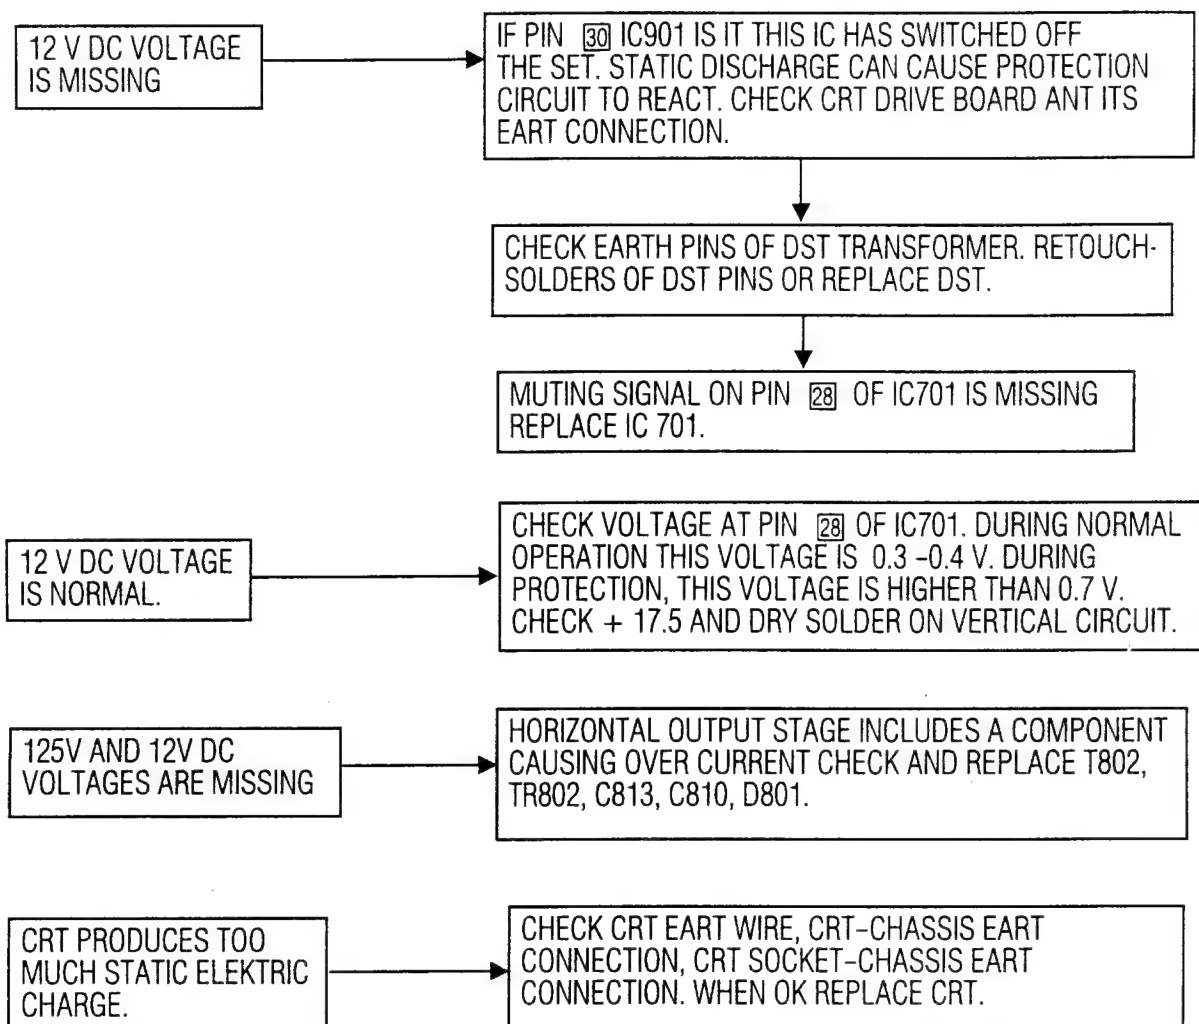 12 V DC VOLTAGE
IS MISSING
IF PIN 30 IC901 IS IT THIS IC HAS SWITCHED OFF
THE SET. STATIC DISCHARGE CAN CAUSE PROTECTION
CIRCUIT TO REACT. CHECK CRT DRIVE BOARD ANT ITS
EART CONNECTION.
CHECK EARTH PINS OF DST TRANSFORMER. RETOUCH-
SOLDERS OF DST PINS OR REPLACE DST.
MUTING SIGNAL ON PIN 28 OF IC701 IS MISSING
REPLACE IC 701.
12 V DC VOLTAGE
IS NORMAL.
CHECK VOLTAGE AT PIN 28 OF IC701. DURING NORMAL
OPERATION THIS VOLTAGE IS 0.3 -0.4 V. DURING
PROTECTION, THIS VOLTAGE IS HIGHER THAN 0.7 V.
CHECK + 17.5 AND DRY SOLDER ON VERTICAL CIRCUIT.
125V AND 12V DC
VOLTAGES ARE MISSING
HORIZONTAL OUTPUT STAGE INCLUDES A COMPONENT
CAUSING OVER CURRENT CHECK AND REPLACE T802,
TR802, C813, C810, D801.
CRT PRODUCES TOO
MUCH STATIC ELEKTRIC
CHARGE.
CHECK CRT EART WIRE, CRT-CHASSIS EART
CONNECTION, CRT SOCKET-CHASSIS EART
CONNECTION. WHEN OK REPLACE CRT.